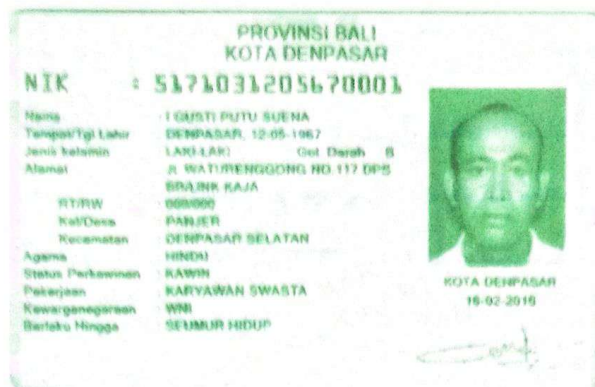 PROVINSI BALI
KOTA DENPASAR
NIK : 5171031205670001
Nama : I GUSTI PUTU SUENA
Tempat/Tgl Lahir : DENPASAR, 12-05-1967
Jenis kelamin : LAKI-LAKI Gol. Darah B
Alamat : JL WATURENGGONG NO 117 DPS
BR/LINK KAJA
RT/RW : 000/000
Kel/Desa : PANJER
Kecamatan : DENPASAR SELATAN
Agama : HINDU
Status Perkawinan : KAWIN
Pekerjaan : KARYAWAN SWASTA
Kewarganegaraan : WNI
Berlaku Hingga : SEUMUR HIDUP
KOTA DENPASAR
16-02-2016